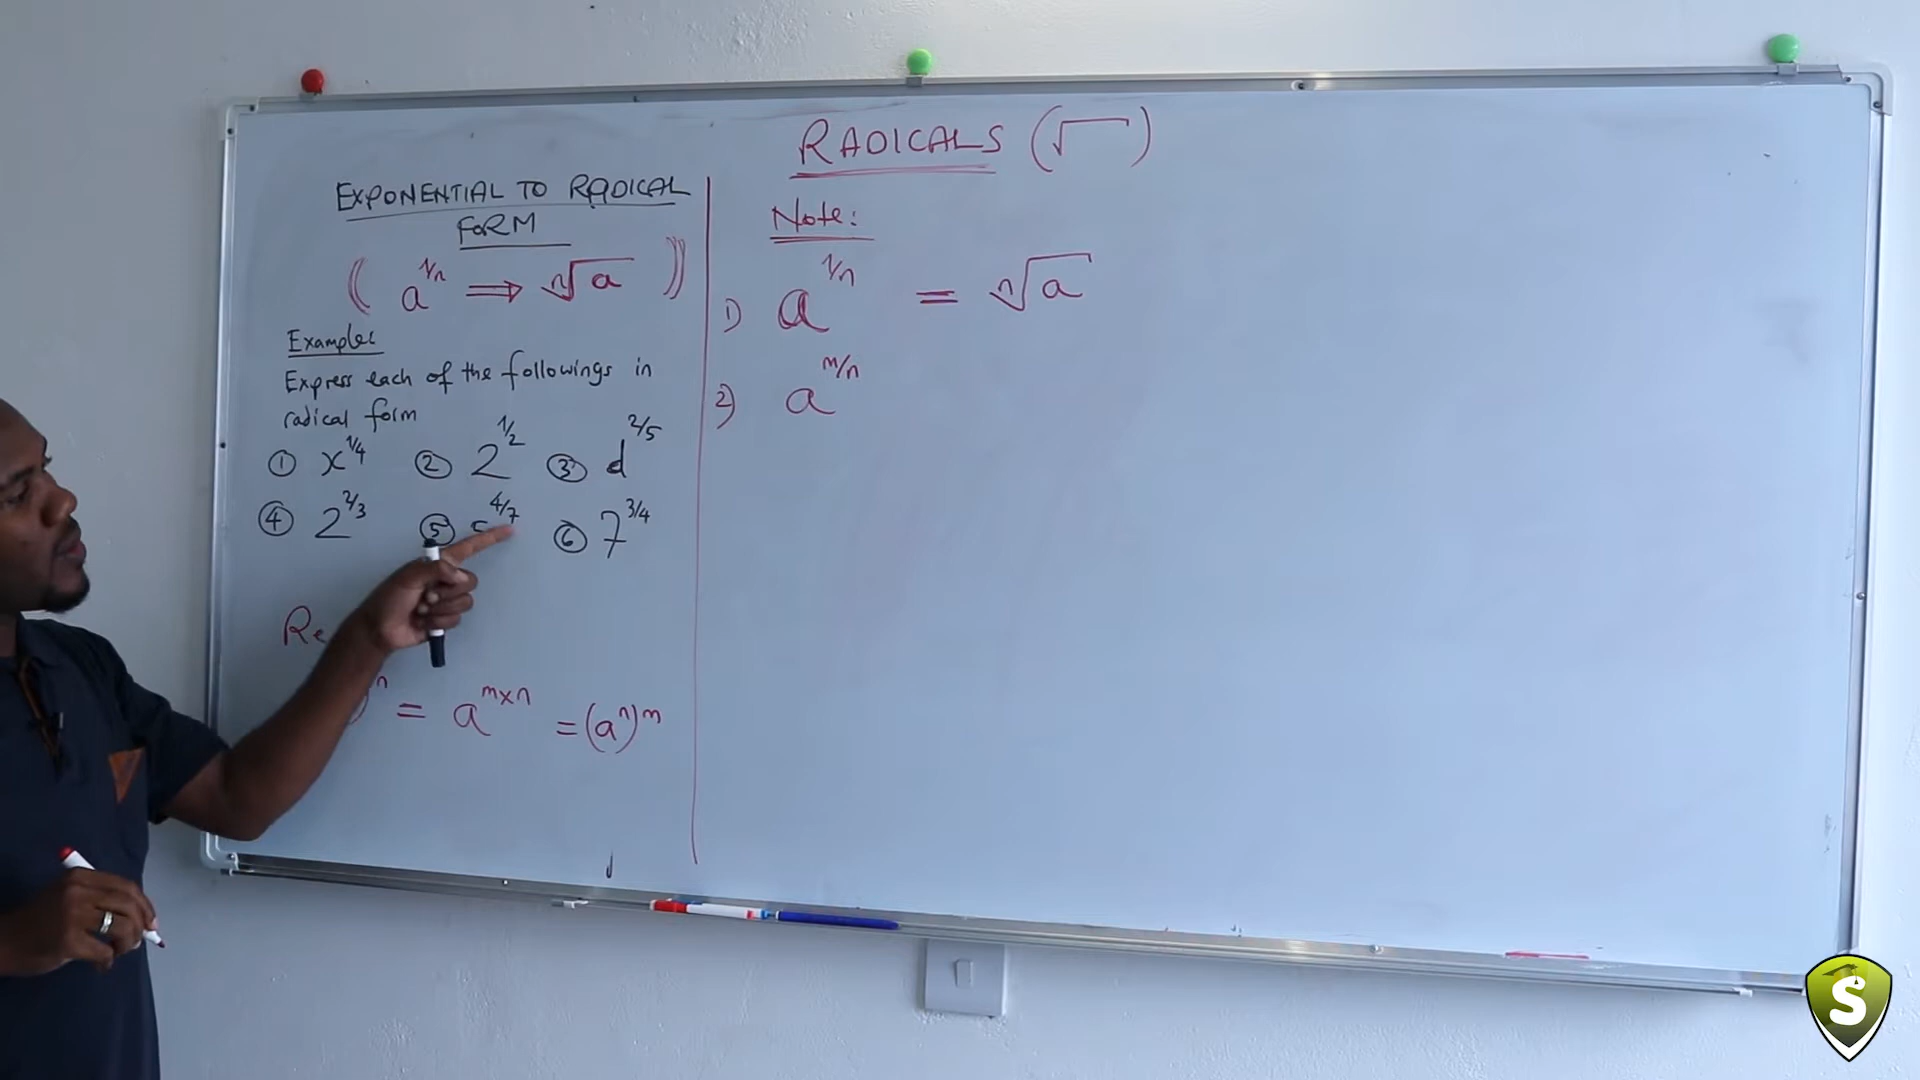 RADICALS (√ )
EXPONENTIAL TO RADICAL
FORM
(( a^1/n ⟹ ⁿ√a ))
Example:
Express each of the followings in
radical form
① x^1/4 ② 2^1/2 ③ d^2/5
④ 2^2/3 ⑤ 4/7 ⑥ 7^3/4
n = a^m×n = (a^n)^m
Note:
1) a^1/n = ⁿ√a
2) a^m/n
S